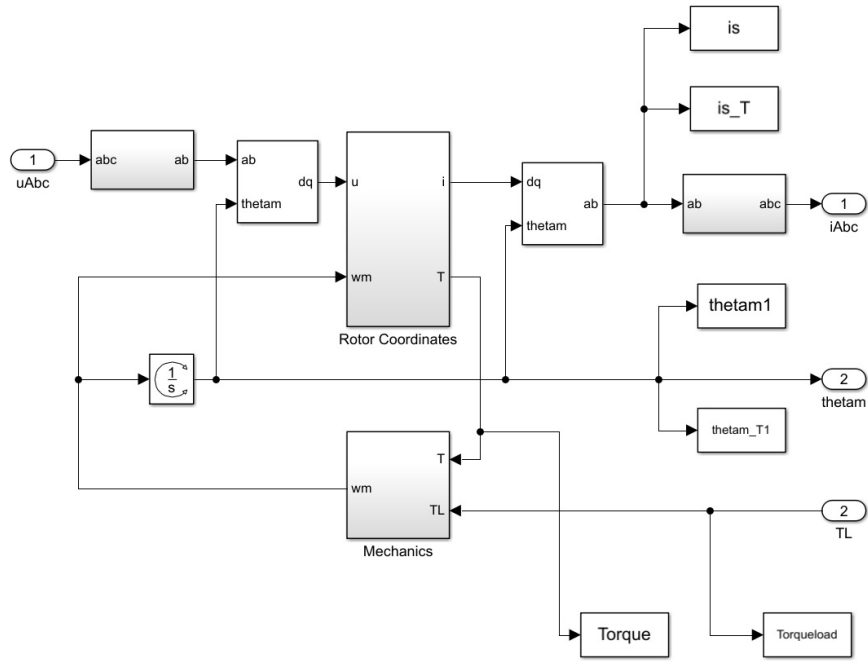 is
is_T
1
uAbc
abc
ab
ab
thetam
dq
u
wm
i
T
Rotor Coordinates
dq
thetam
ab
ab
abc
1
iAbc
thetam1
1
s
2
thetam
thetam_T1
wm
T
TL
Mechanics
2
TL
Torque
Torqueload